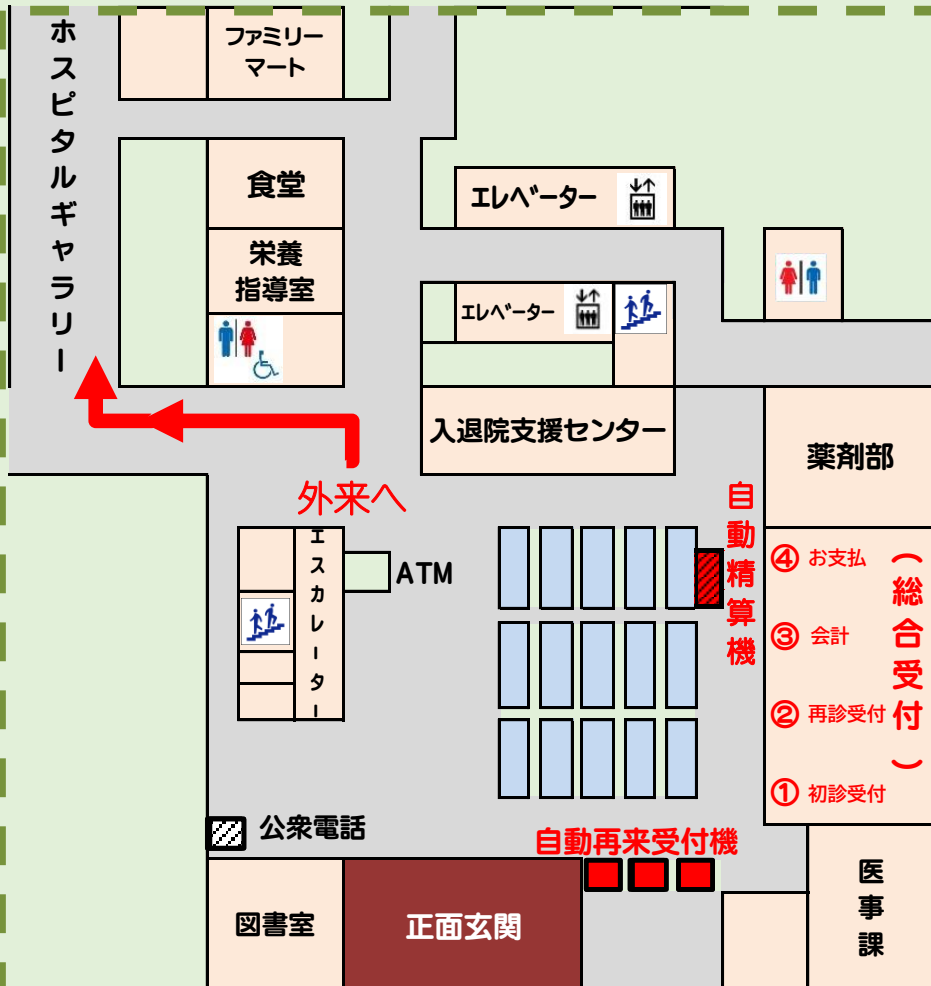 ホスピタルギャラリー
ファミリー
マート
食堂
エレベーター
栄養
指導室
エレベーター
入退院支援センター
薬剤部
外来へ
自動精算機
エスカレーター
ATM
④ お支払
③ 会計
② 再診受付
① 初診受付
（総合受付）
公衆電話
自動再来受付機
図書室
正面玄関
医事課